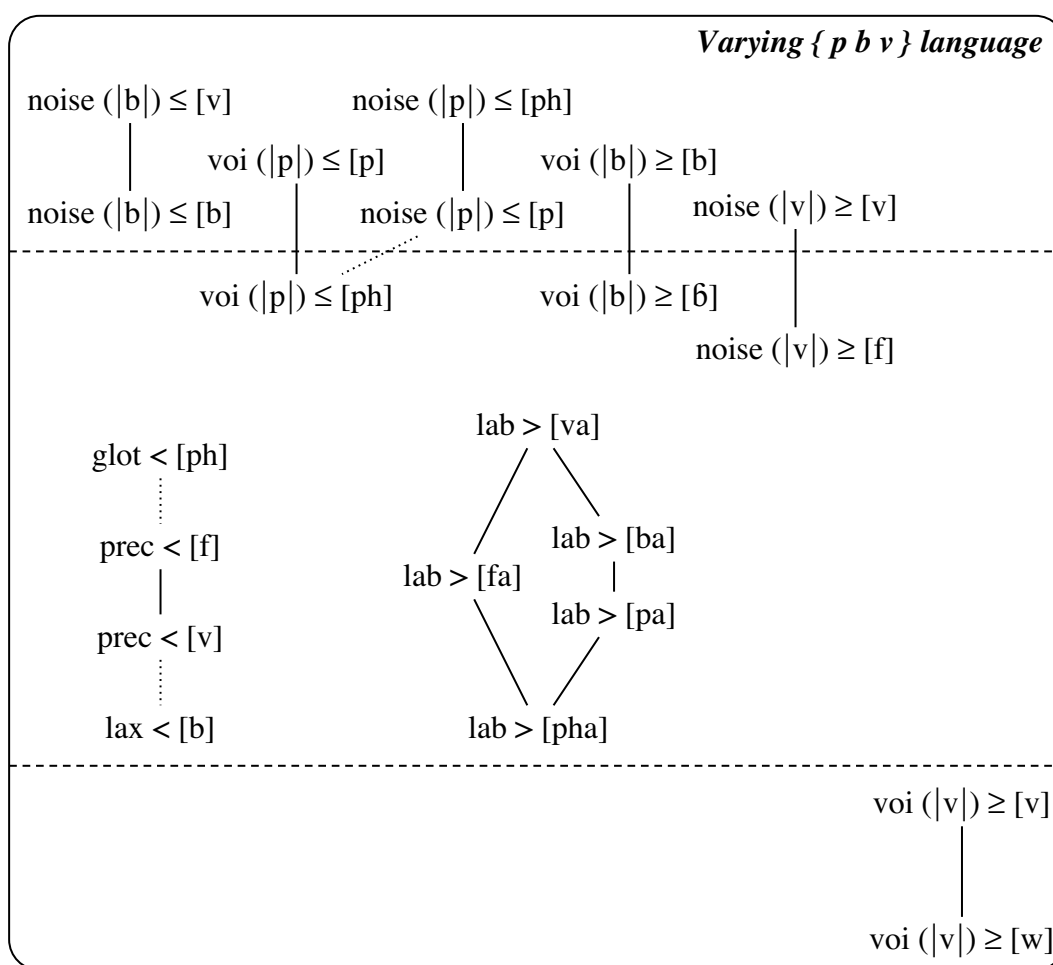 Varying { p b v } language
noise (|b|) ≤ [v]
noise (|p|) ≤ [ph]
voi (|p|) ≤ [p]
voi (|b|) ≥ [b]
noise (|b|) ≤ [b]
noise (|p|) ≤ [p]
noise (|v|) ≥ [v]
voi (|p|) ≤ [ph]
voi (|b|) ≥ [ɓ]
noise (|v|) ≥ [f]
lab > [va]
glot < [ph]
lab > [ba]
prec < [f]
lab > [fa]
lab > [pa]
prec < [v]
lax < [b]
lab > [pha]
voi (|v|) ≥ [v]
voi (|v|) ≥ [w]